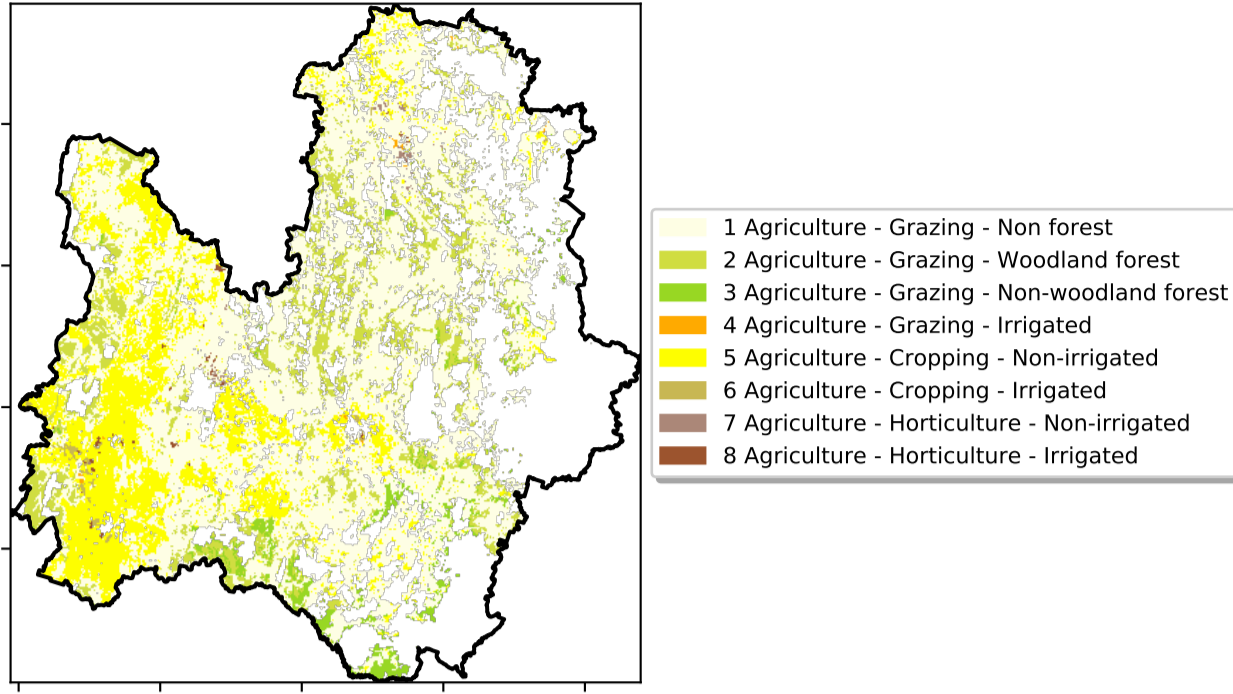 1 Agriculture - Grazing - Non forest
2 Agriculture - Grazing - Woodland forest
3 Agriculture - Grazing - Non-woodland forest
4 Agriculture - Grazing - Irrigated
5 Agriculture - Cropping - Non-irrigated
6 Agriculture - Cropping - Irrigated
7 Agriculture - Horticulture - Non-irrigated
8 Agriculture - Horticulture - Irrigated